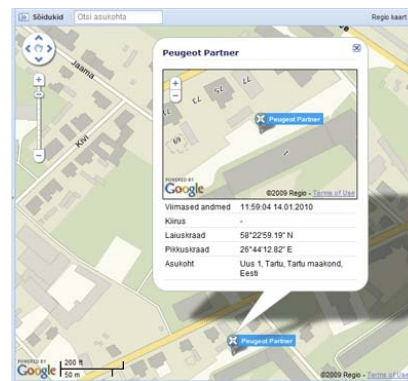 Sõidukid
Otsi asukohta
Regio kaart
Jaama
Kivi
Peugeot Partner
35
69
Peugeot Partner
1
POWERED BY
Google
©2009 Regio - Terms of Use
Viimased andmed 11:59:04 14.01.2010
Kiirus -
Laiuskraad 58°22'59.19" N
Pikkuskraad 26°44'12.82" E
Asukoht Uus 1, Tartu, Tartu maakond,
Eesti
Peugeot Partner
POWERED BY
Google
200 ft
50 m
©2009 Regio - Terms of Use